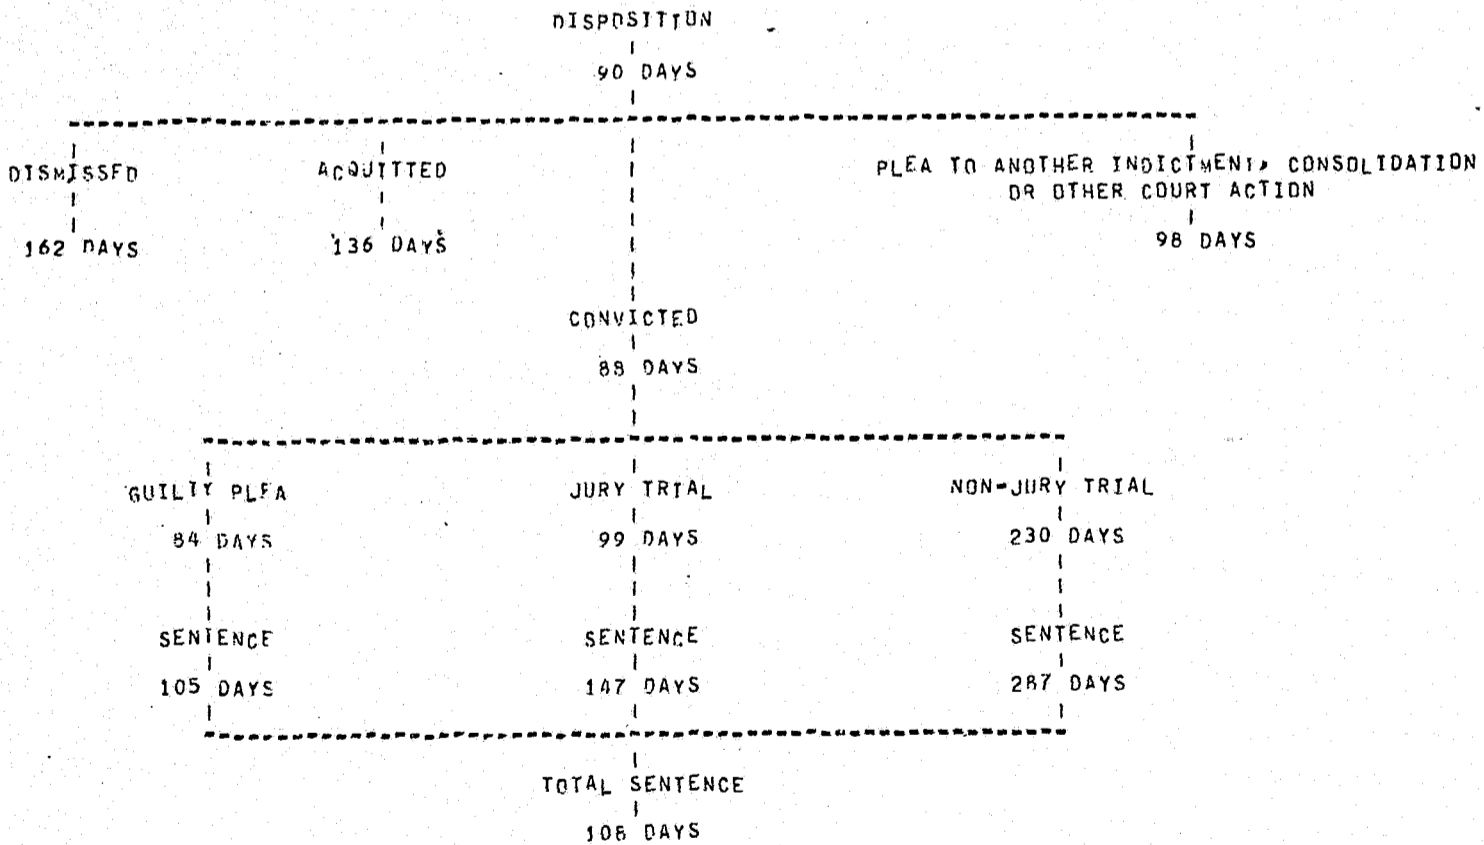 DISPOSITION
90 DAYS
DISMISSED
ACQUITTED
PLEA TO ANOTHER INDICTMENT, CONSOLIDATION
OR OTHER COURT ACTION
162 DAYS
136 DAYS
98 DAYS
CONVICTED
88 DAYS
GUILTY PLEA
JURY TRIAL
NON-JURY TRIAL
84 DAYS
99 DAYS
230 DAYS
SENTENCE
SENTENCE
SENTENCE
105 DAYS
147 DAYS
287 DAYS
TOTAL SENTENCE
DAYS